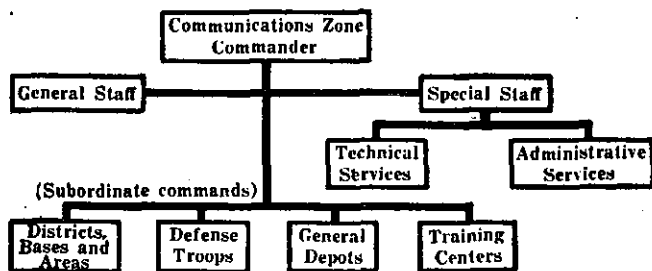 Communications Zone
Commander
General Staff
Special Staff
Technical
Services
Administrative
Services
(Subordinate commands)
Districts,
Bases and
Areas
Defense
Troops
General
Depots
Training
Centers